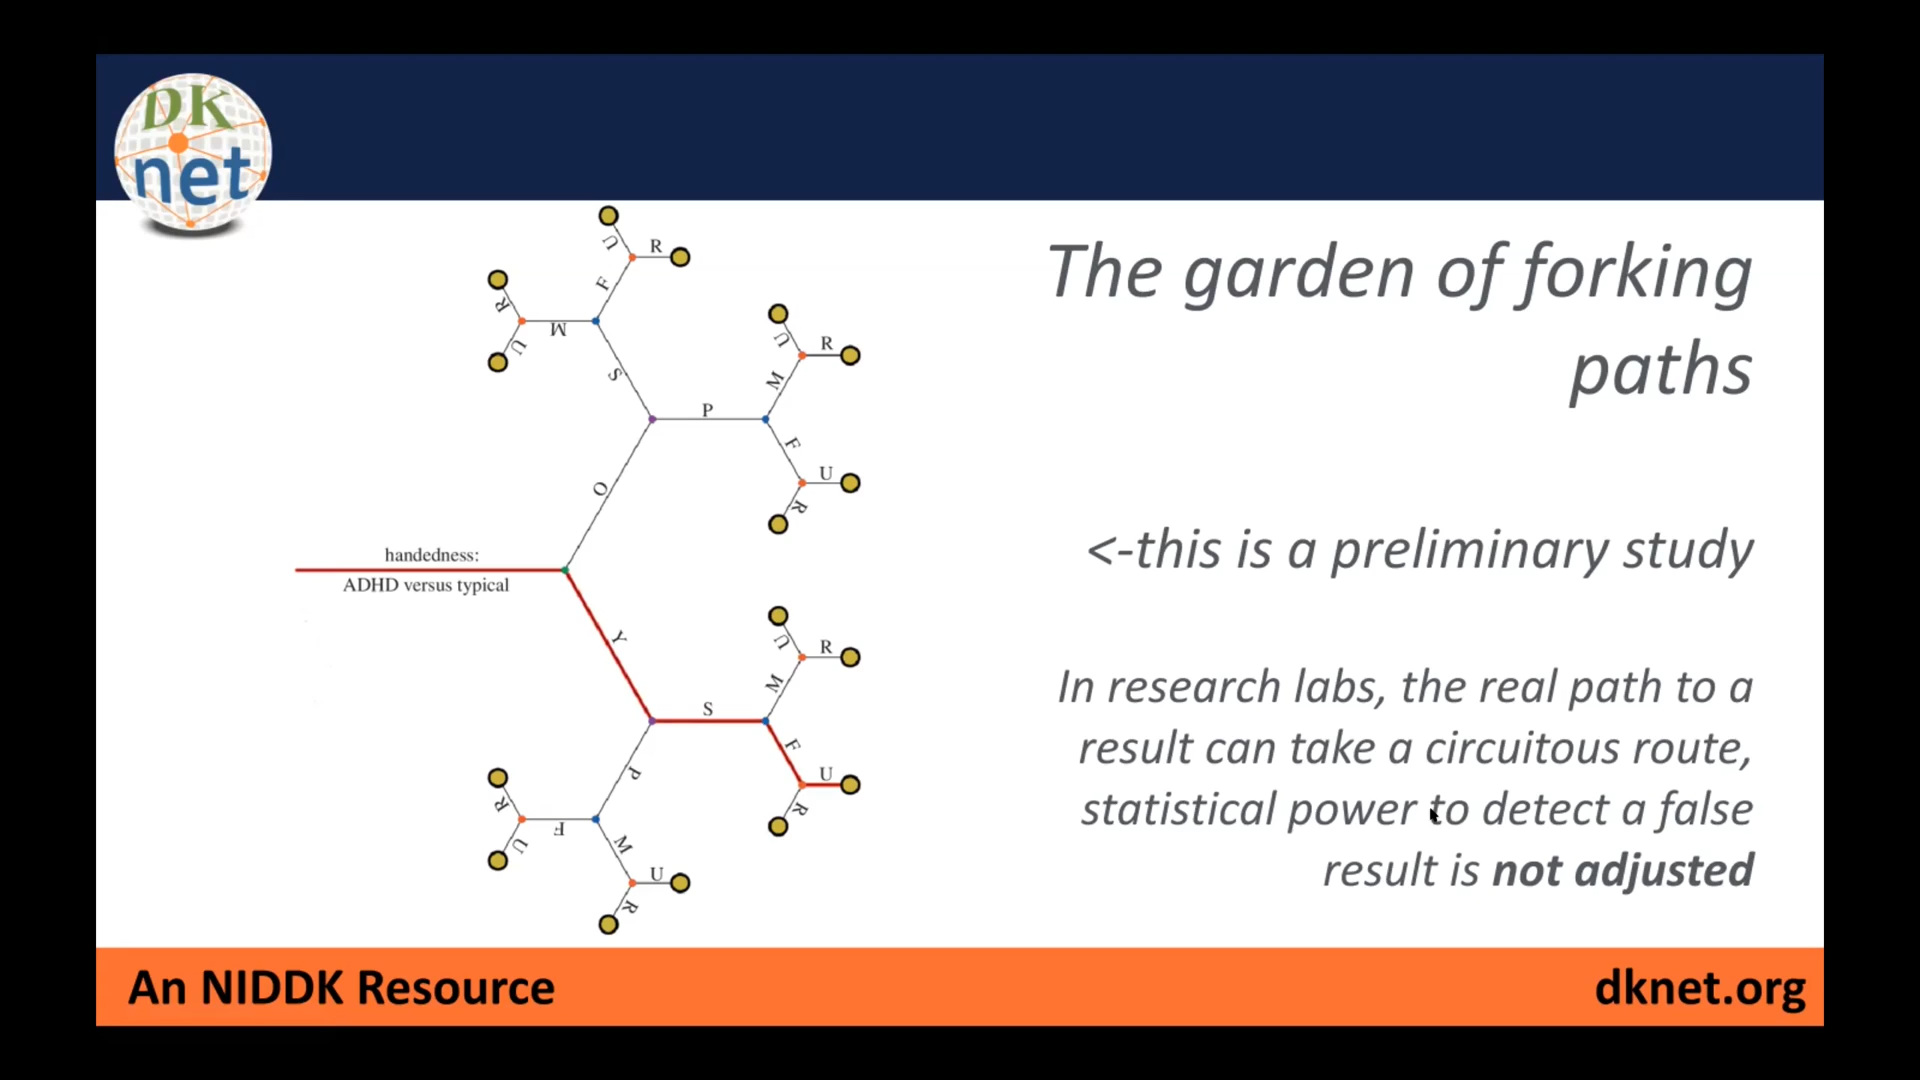 DK
net
The garden of forking
paths
<-this is a preliminary study
In research labs, the real path to a
result can take a circuitous route,
statistical power to detect a false
result is not adjusted
handedness:
ADHD versus typical
U
R
F
R
M
U
S
U
R
M
P
F
U
R
O
Y
U
R
M
S
F
U
R
P
R
F
U
M
U
R
An NIDDK Resource
dknet.org